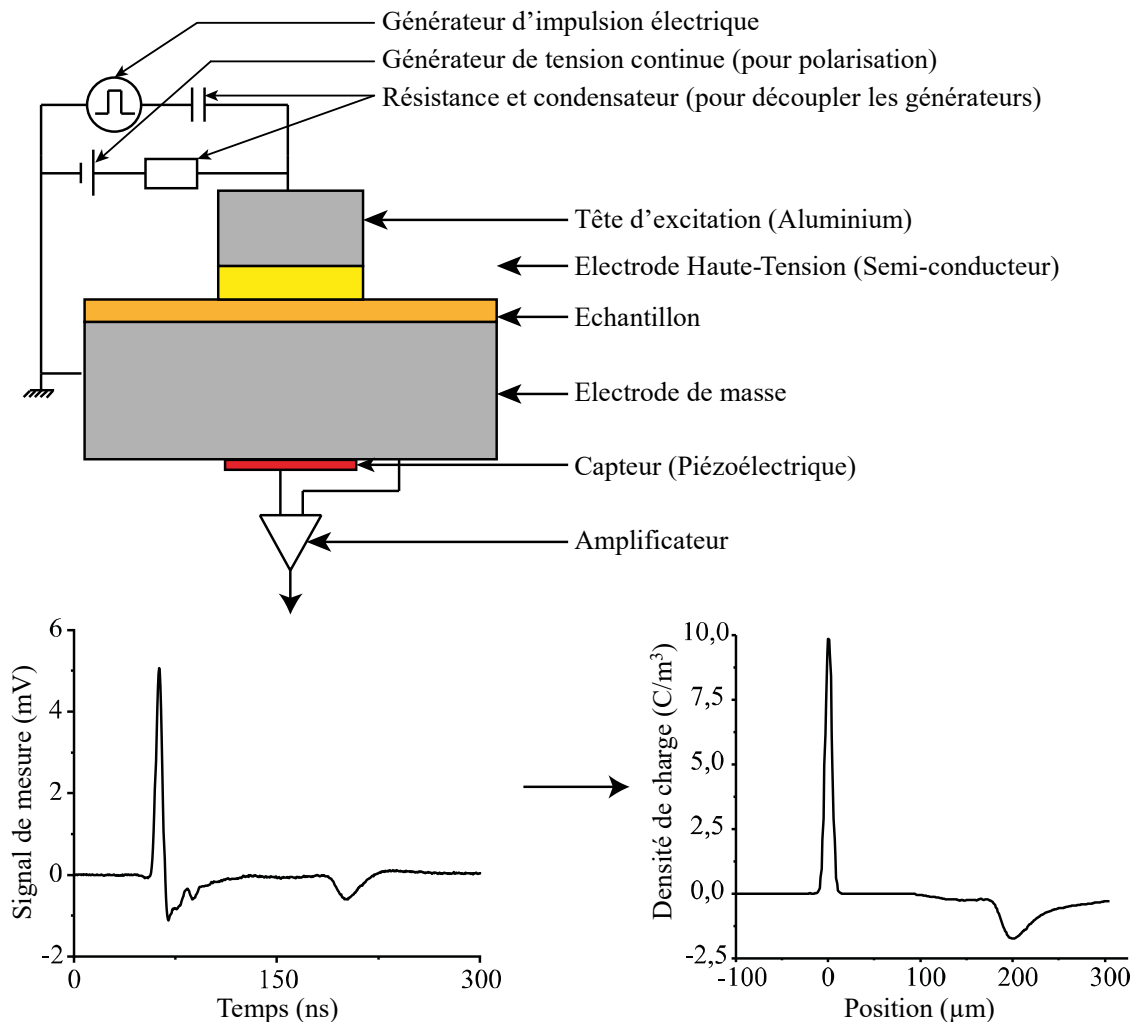 Générateur d'impulsion électrique
Générateur de tension continue (pour polarisation)
Résistance et condensateur (pour découpler les générateurs)
Tête d'excitation (Aluminium)
Electrode Haute-Tension (Semi-conducteur)
Echantillon
Electrode de masse
Capteur (Piézoélectrique)
Amplificateur
Signal de mesure (mV)
6
4
2
0
-2
0
150
300
Temps (ns)
Densité de charge (C/m³)
10,0
7,5
5,0
2,5
0,0
-2,5
-100
0
100
200
300
Position (µm)